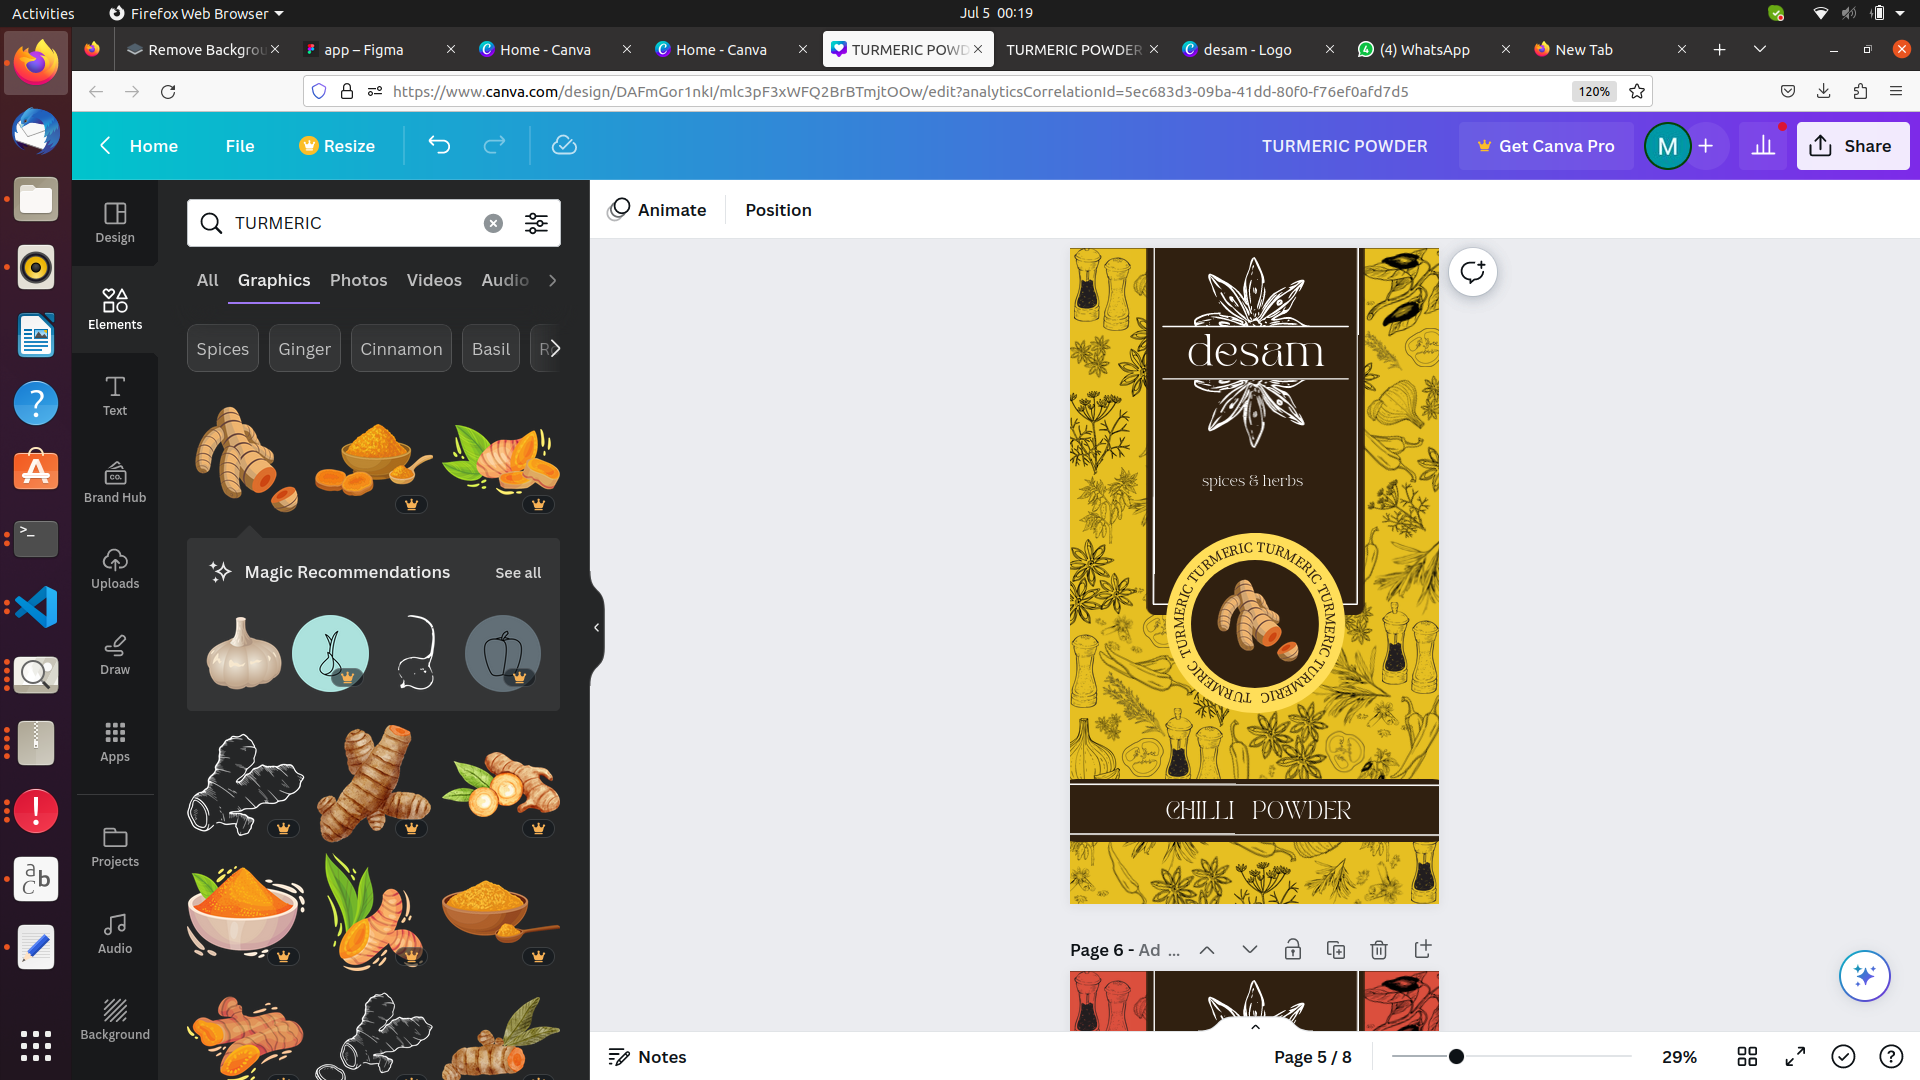 Activities
Firefox Web Browser
Jul 5 00:19
Remove Backgrou
app – Figma
Home - Canva
Home - Canva
TURMERIC POWD
TURMERIC POWDER
desam - Logo
(4) WhatsApp
New Tab
https://www.canva.com/design/DAFmGor1nkI/mlc3pF3xWFQ2BrBTmjtOOw/edit?analyticsCorrelationId=5ec683d3-09ba-41dd-80f0-f76ef0afd7d5
120%
Home
File
Resize
TURMERIC POWDER
Get Canva Pro
M
Share
Design
Elements
Text
Brand Hub
Uploads
Draw
Apps
Projects
Audio
Background
TURMERIC
All
Graphics
Photos
Videos
Audio
Spices
Ginger
Cinnamon
Basil
Magic Recommendations
See all
Animate
Position
desam
spices & herbs
TURMERIC TURMERIC TURMERIC TURMERIC TURMERIC TURMERIC
CHILLI POWDER
Page 6 - Ad ...
Notes
Page 5 / 8
29%